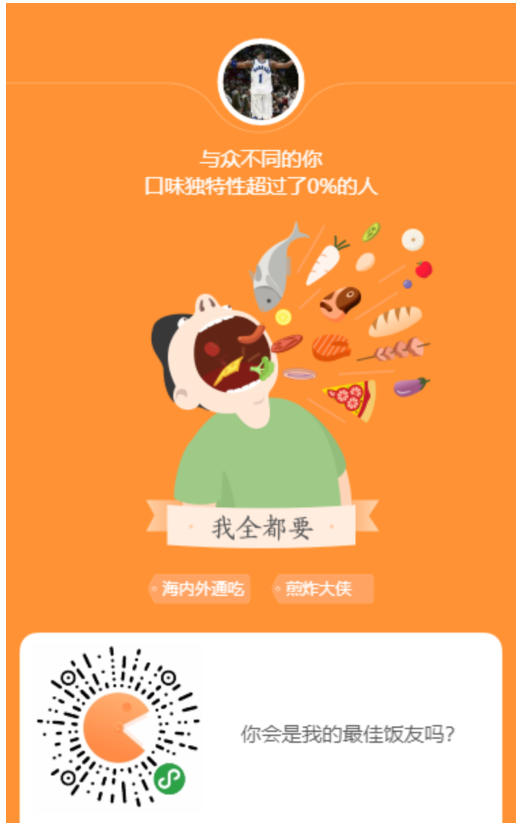 与众不同的你
口味独特性超过了0%的人
我全都要
海内外通吃
煎炸大侠
你会是我的最佳饭友吗?